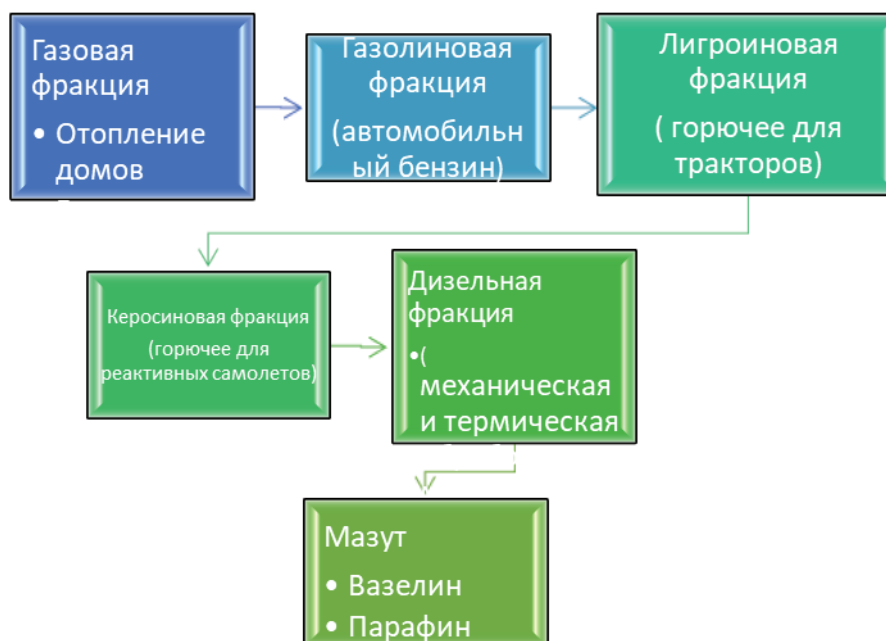 Газовая
фракция
• Отопление
домов
Газолиновая
фракция
(автомобильн
ый бензин)
Лигроиновая
фракция
( горючее для
тракторов)
Керосиновая фракция
(горючее для
реактивных самолетов)
Дизельная
фракция
•(
механическая
и термическая
Мазут
• Вазелин
• Парафин